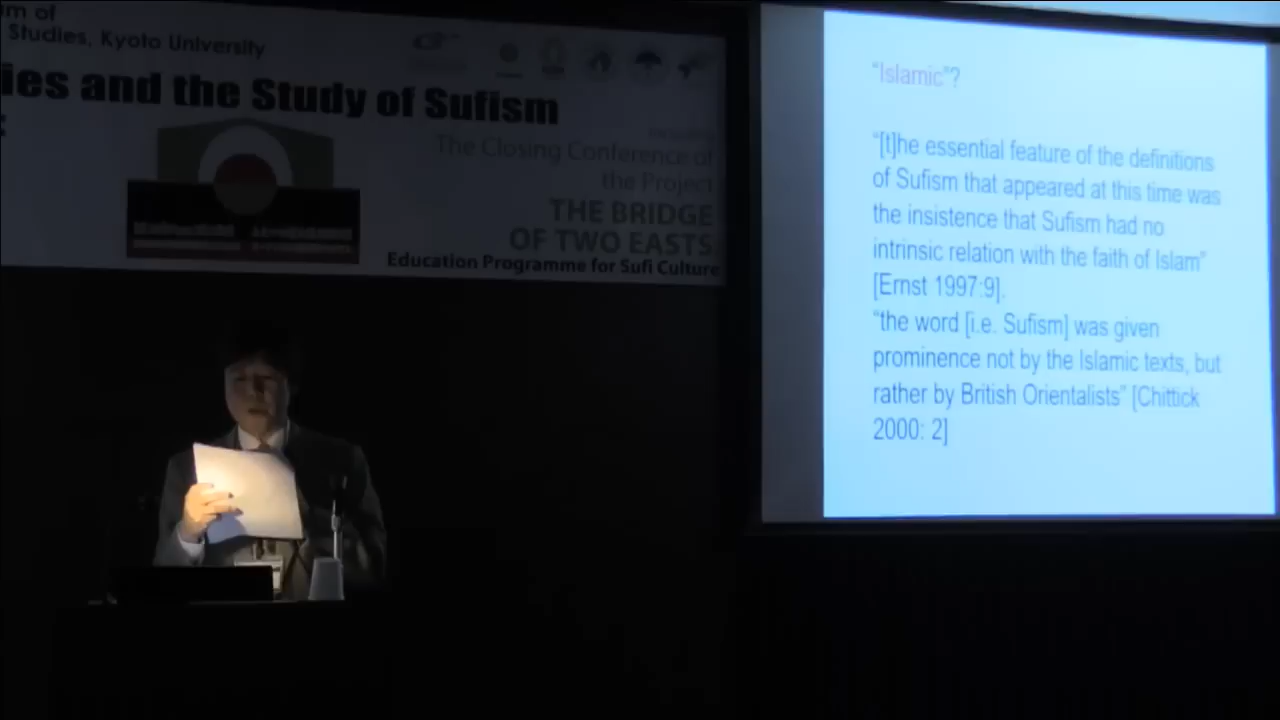 m of
Studies, Kyoto University
ies and the Study of Sufism
The Closing Conference of
the Project
THE BRIDGE
OF TWO EASTS
Education Programme for Sufi Culture
“Islamic”?
“[t]he essential feature of the definitions
of Sufism that appeared at this time was
the insistence that Sufism had no
intrinsic relation with the faith of Islam”
[Ernst 1997:9].
“the word [i.e. Sufism] was given
prominence not by the Islamic texts, but
rather by British Orientalists” [Chittick
2000: 2]